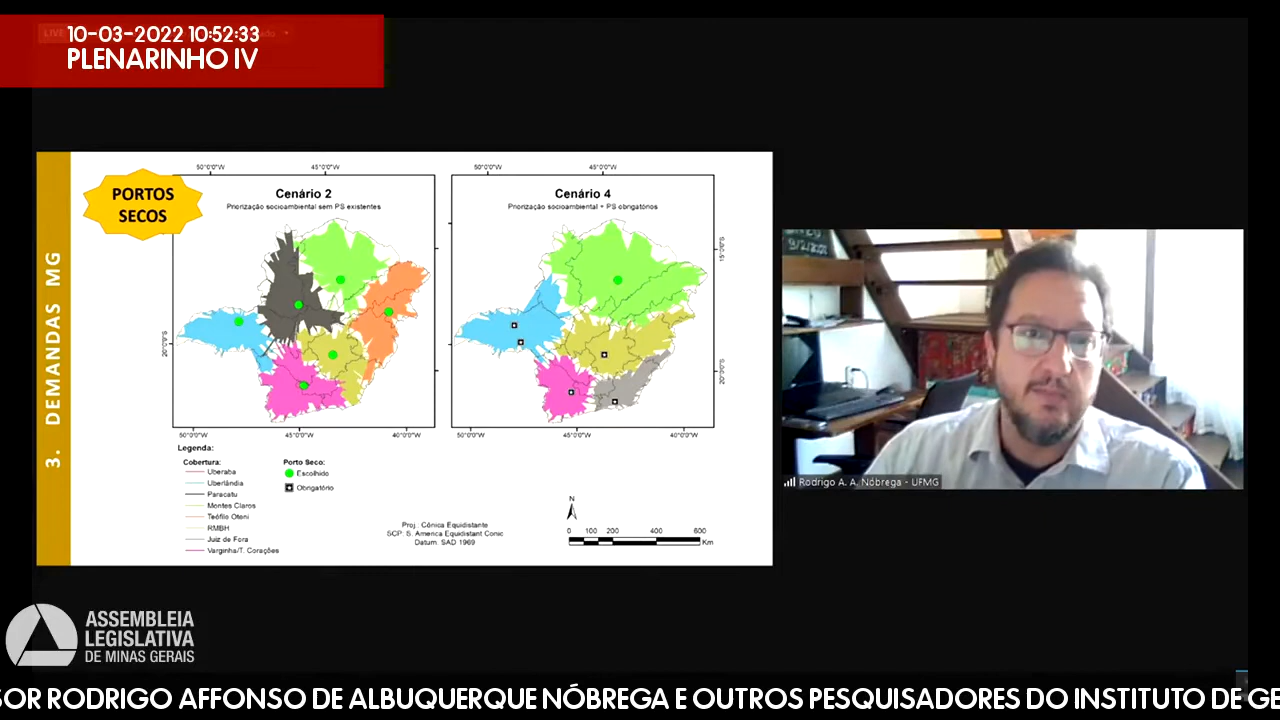 LIVE
10-03-2022 10:52:33
PLENARINHO IV
PORTOS
SECOS
3. DEMANDAS MG
50°0'0"W
45°0'0"W
Cenário 2
Priorização socioambiental sem PS existentes
20°0'0"S
50°0'0"W
45°0'0"W
40°0'0"W
50°0'0"W
45°0'0"W
Cenário 4
Priorização socioambiental + PS obrigatórios
15°0'0"S
20°0'0"S
50°0'0"W
45°0'0"W
40°0'0"W
Legenda:
Cobertura:
Uberaba
Uberlândia
Paracatu
Montes Claros
Teófilo Otoni
RMBH
Juiz de Fora
Varginha/T. Corações
Porto Seco:
Escolhido
Obrigatório
Proj.: Cônica Equidistante
SCP: S. America Equidistant Conic
Datum: SAD 1969
N
0 100 200 400 600
Km
Rodrigo A. A. Nóbrega - UFMG
ASSEMBLEIA
LEGISLATIVA
DE MINAS GERAIS
SOR RODRIGO AFFONSO DE ALBUQUERQUE NÓBREGA E OUTROS PESQUISADORES DO INSTITUTO DE GE